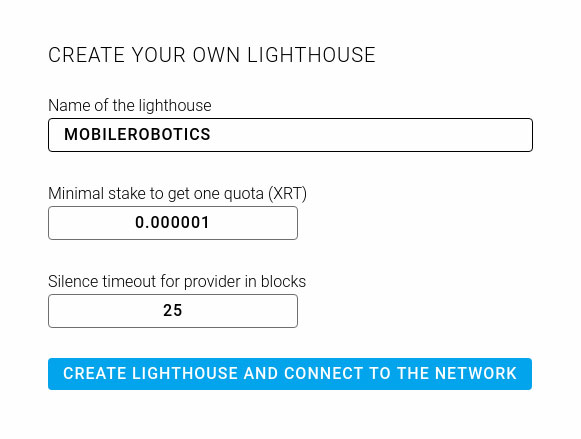 CREATE YOUR OWN LIGHTHOUSE
Name of the lighthouse
MOBILEROBOTICS
Minimal stake to get one quota (XRT)
0.000001
Silence timeout for provider in blocks
25
CREATE LIGHTHOUSE AND CONNECT TO THE NETWORK